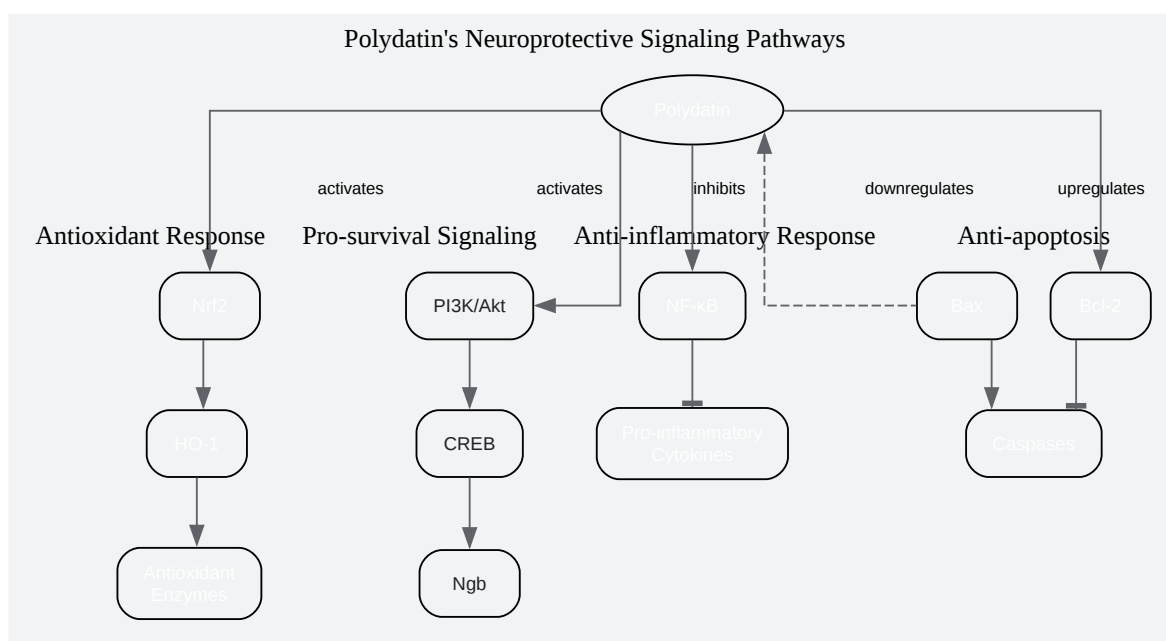 Polydatin's Neuroprotective Signaling Pathways
Polydatin
activates
activates
inhibits
downregulates
upregulates
Antioxidant Response
Pro-survival Signaling
Anti-inflammatory Response
Anti-apoptosis
Nrf2
PI3K/Akt
NF-κB
Bax
Bcl-2
HO-1
CREB
Pro-inflammatory
Cytokines
Caspases
Antioxidant
Enzymes
Ngb